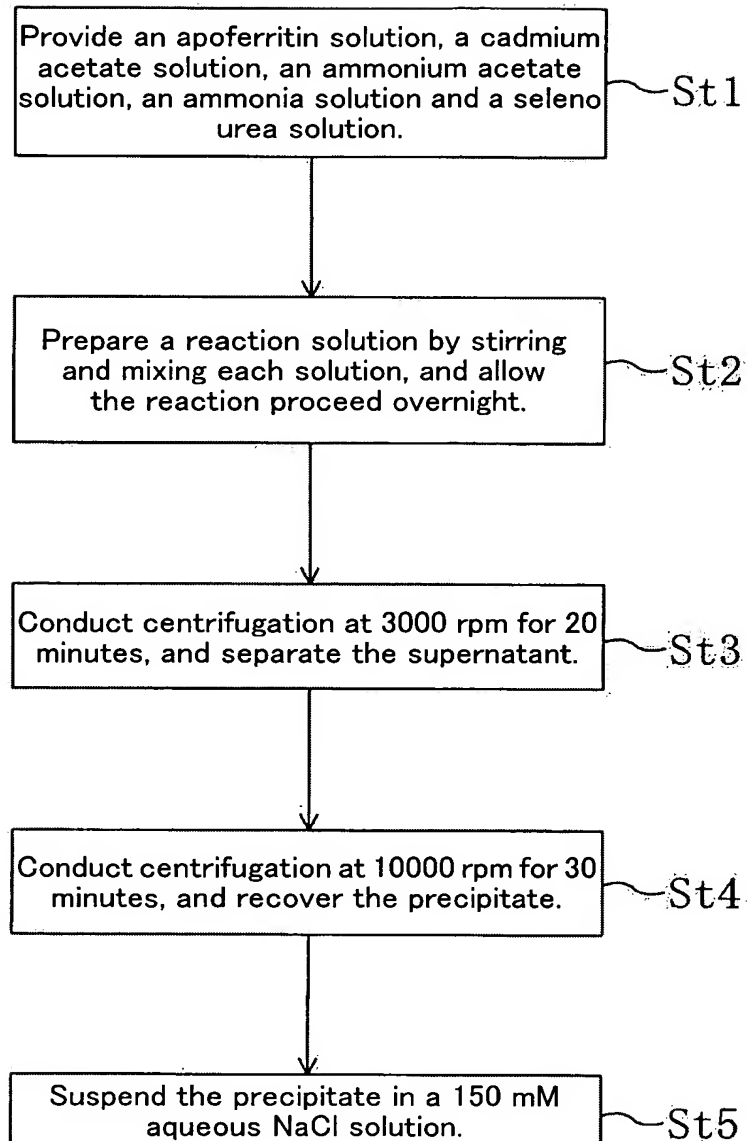 Provide an apoferritin solution, a cadmium
acetate solution, an ammonium acetate
solution, an ammonia solution and a seleno
urea solution.
St1
Prepare a reaction solution by stirring
and mixing each solution, and allow
the reaction proceed overnight.
St2
Conduct centrifugation at 3000 rpm for 20
minutes, and separate the supernatant.
St3
Conduct centrifugation at 10000 rpm for 30
minutes, and recover the precipitate.
St4
Suspend the precipitate in a 150 mM
aqueous NaCl solution.
St5